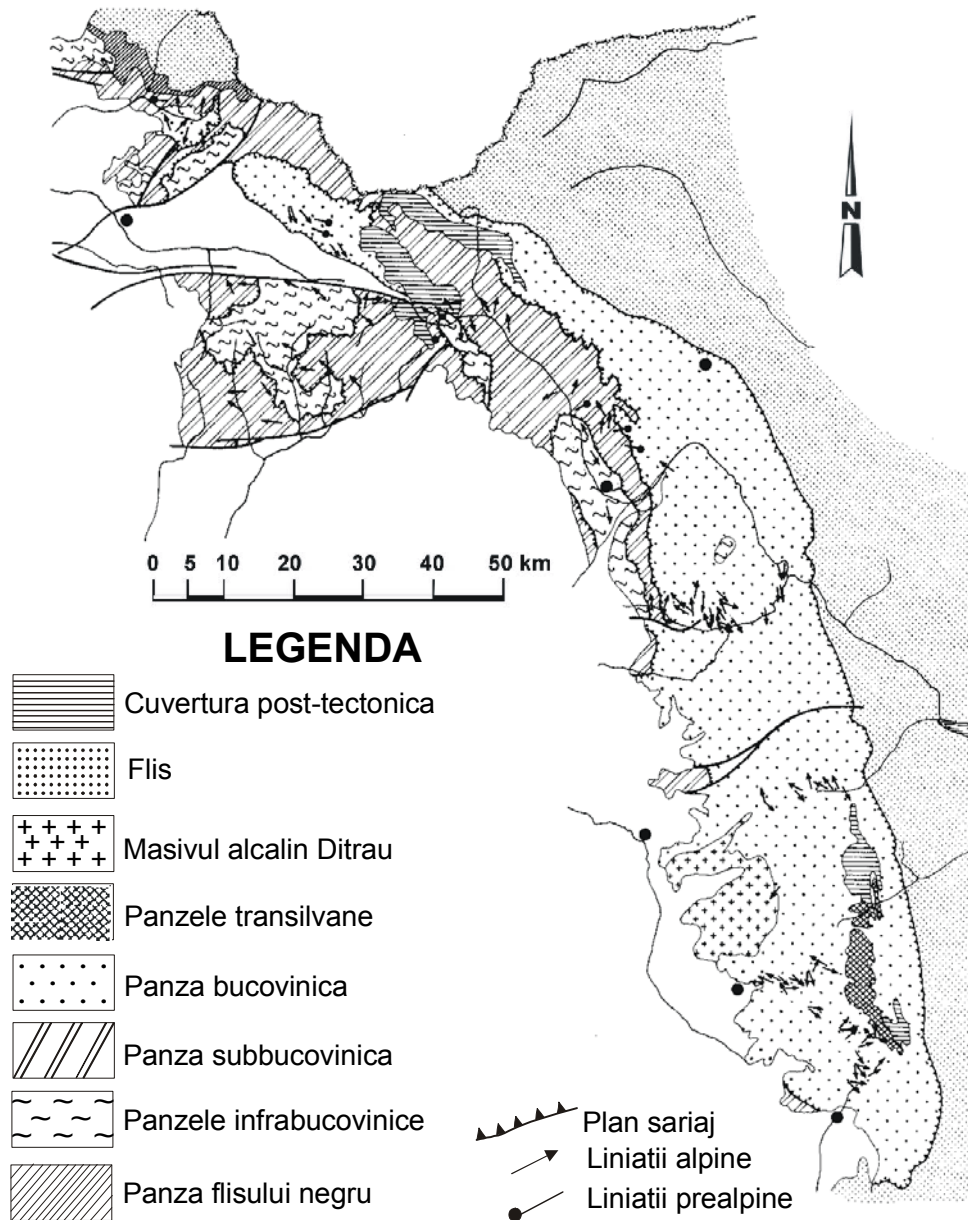 N
0 5 10 20 30 40 50 km
LEGENDA
Cuvertura post-tectonica
Flis
Masivul alcalin Ditrau
Panzele transilvane
Panza bucovinica
Panza subbucovinica
Panzele infrabucovinice
Panza flisului negru
Plan sariaj
Liniatii alpine
Liniatii prealpine